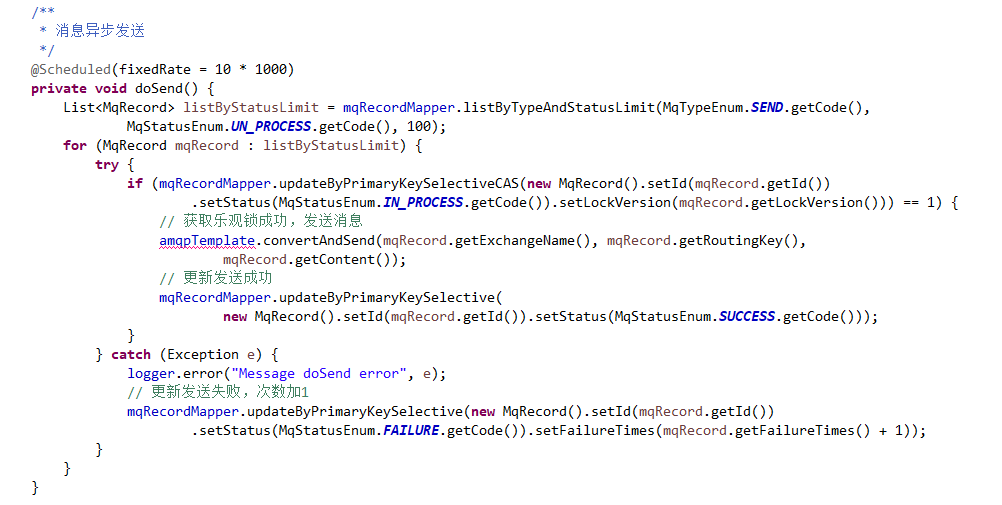 /**
 * 消息异步发送
 */
@Scheduled(fixedRate = 10 * 1000)
private void doSend() {
    List<MqRecord> listByStatusLimit = mqRecordMapper.listByTypeAndStatusLimit(MqTypeEnum.SEND.getCode(),
            MqStatusEnum.UN_PROCESS.getCode(), 100);
    for (MqRecord mqRecord : listByStatusLimit) {
        try {
            if (mqRecordMapper.updateByPrimaryKeySelectiveCAS(new MqRecord().setId(mqRecord.getId())
                    .setStatus(MqStatusEnum.IN_PROCESS.getCode()).setLockVersion(mqRecord.getLockVersion())) == 1) {
                // 获取乐观锁成功，发送消息
                amqpTemplate.convertAndSend(mqRecord.getExchangeName(), mqRecord.getRoutingKey(),
                        mqRecord.getContent());
                // 更新发送成功
                mqRecordMapper.updateByPrimaryKeySelective(
                        new MqRecord().setId(mqRecord.getId()).setStatus(MqStatusEnum.SUCCESS.getCode()));
            }
        } catch (Exception e) {
            logger.error("Message doSend error", e);
            // 更新发送失败，次数加1
            mqRecordMapper.updateByPrimaryKeySelective(new MqRecord().setId(mqRecord.getId())
                    .setStatus(MqStatusEnum.FAILURE.getCode()).setFailureTimes(mqRecord.getFailureTimes() + 1));
        }
    }
}